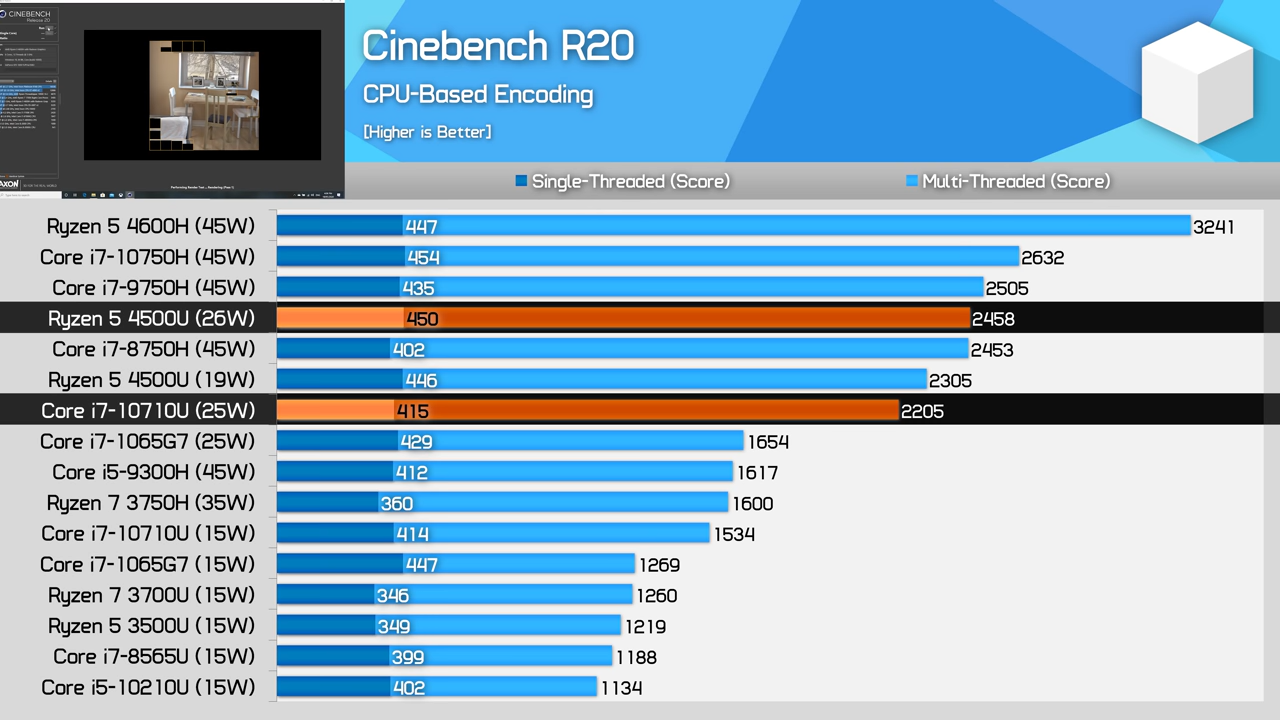 CINEBENCH
Release 20
AXON
Cinebench R20
CPU-Based Encoding
[Higher is Better]
Single-Threaded (Score) Multi-Threaded (Score)
Ryzen 5 4600H (45W) 447 3241
Core i7-10750H (45W) 454 2632
Core i7-9750H (45W) 435 2505
Ryzen 5 4500U (26W) 450 2458
Core i7-8750H (45W) 402 2453
Ryzen 5 4500U (19W) 446 2305
Core i7-10710U (25W) 415 2205
Core i7-1065G7 (25W) 429 1654
Core i5-9300H (45W) 412 1617
Ryzen 7 3750H (35W) 360 1600
Core i7-10710U (15W) 414 1534
Core i7-1065G7 (15W) 447 1269
Ryzen 7 3700U (15W) 346 1260
Ryzen 5 3500U (15W) 349 1219
Core i7-8565U (15W) 399 1188
Core i5-10210U (15W) 402 1134